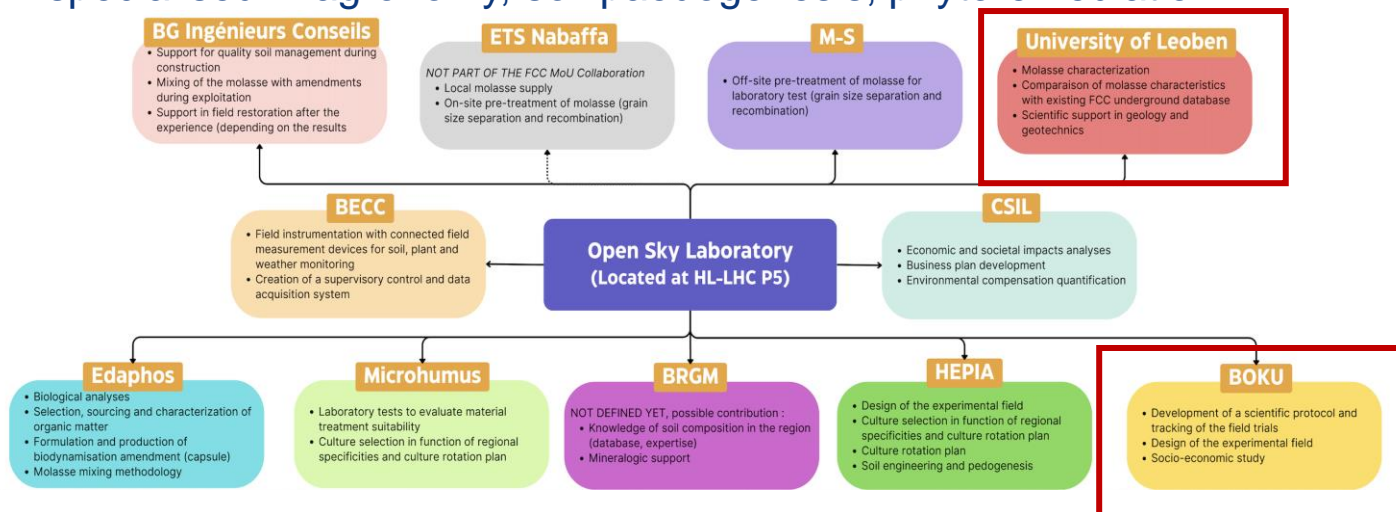 BG Ingénieurs Conseils
• Support for quality soil management during
construction
• Mixing of the molasse with amendments
during exploitation
• Support in field restoration after the
experience (depending on the results
ETS Nabaffa
NOT PART OF THE FCC MoU Collaboration
• Local molasse supply
• On-site pre-treatment of molasse (grain
size separation and recombination)
M-S
• Off-site pre-treatment of molasse for
laboratory test (grain size separation and
recombination)
University of Leoben
• Molasse characterization
• Comparaison of molasse characteristics
with existing FCC underground database
• Scientific support in geology and
geotechnics
BECC
• Field instrumentation with connected field
measurement devices for soil, plant and
weather monitoring
• Creation of a supervisory control and data
acquisition system
Open Sky Laboratory
(Located at HL-LHC P5)
CSIL
• Economic and societal impacts analyses
• Business plan development
• Environmental compensation quantification
Edaphos
• Biological analyses
• Selection, sourcing and characterization of
organic matter
• Formulation and production of
biodynamisation amendment (capsule)
• Molasse mixing methodology
Microhumus
• Laboratory tests to evaluate material
treatment suitability
• Culture selection in function of regional
specificities and culture rotation plan
BRGM
NOT DEFINED YET, possible contribution :
• Knowledge of soil composition in the region
(database, expertise)
• Mineralogic support
HEPIA
• Design of the experimental field
• Culture selection in function of regional
specificities and culture rotation plan
• Culture rotation plan
• Soil engineering and pedogenesis
BOKU
• Development of a scientific protocol and
tracking of the field trials
• Design of the experimental field
• Socio-economic study